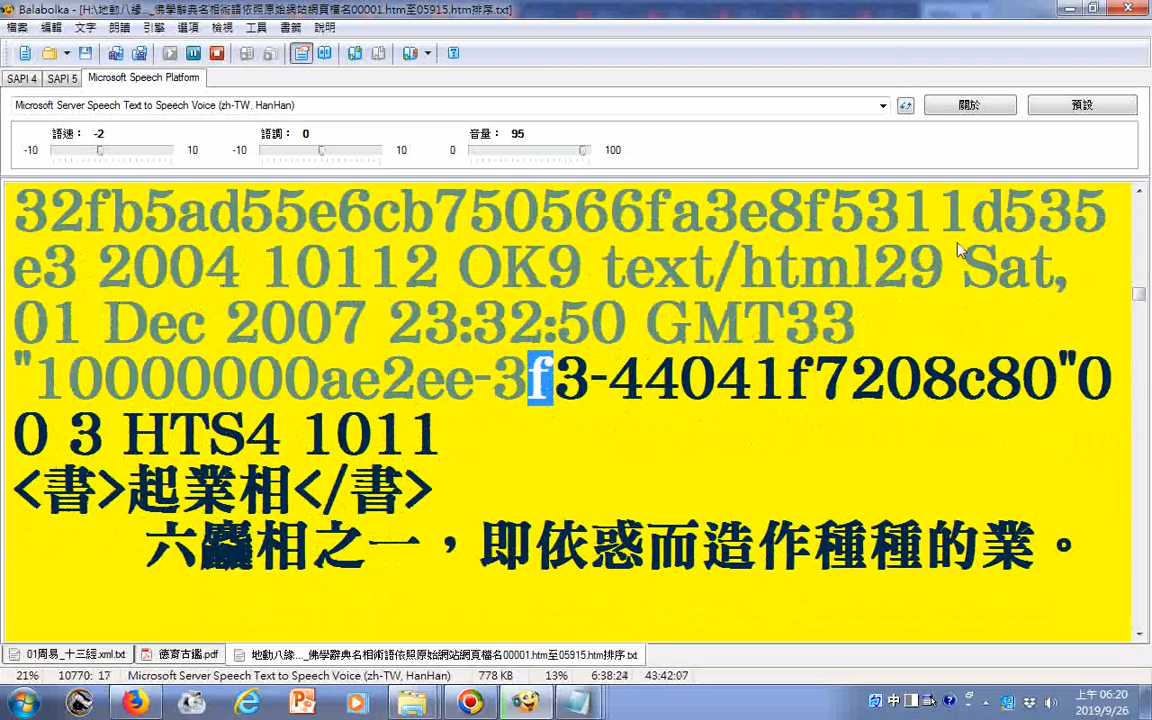 Balabolka - [H:\地動八緣..._佛學辭典名相術語依照原始網站網頁檔名00001.htm至05915.htm排序.txt]
檔案 編輯 文字 朗讀 引擎 選項 檢視 工具 書籤 說明
SAPI 4 SAPI 5 Microsoft Speech Platform
Microsoft Server Speech Text to Speech Voice (zh-TW, HanHan) 關於 預設
語速： -2 語調： 0 音量： 95
-10 10 -10 10 0 100
32fb5ad55e6cb750566fa3e8f5311d535
e3 2004 10112 OK9 text/html29 Sat,
01 Dec 2007 23:32:50 GMT33
"10000000ae2ee-3f3-44041f7208c80"0
0 3 HTS4 1011
<書>起業相</書>
六麤相之一，即依惑而造作種種的業。
01周易_十三經.xml.txt 德育古鑑.pdf 地動八緣..._佛學辭典名相術語依照原始網站網頁檔名00001.htm至05915.htm排序.txt
21% 10770: 17 Microsoft Server Speech Text to Speech Voice (zh-TW, HanHan) 778 KB 13% 6:38:24 43:42:07
中 上午 06:20
2019/9/26